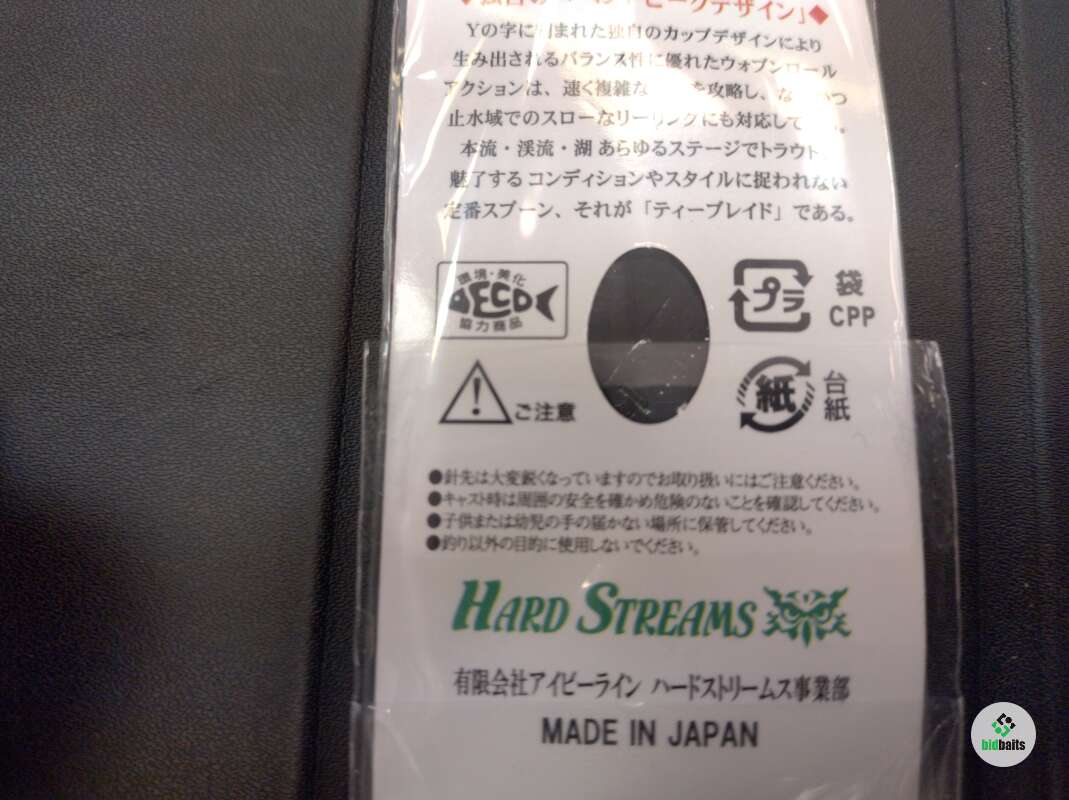 ークデザイン」◆
Yの字に まれた独自のカップデザインにより
生み出されるバランス性に優れたウォブンロール
アクションは、速く複雑な を攻略し、な つ
止水域でのスローなリーリングにも対応して る。
本流・渓流・湖 あらゆるステージでトラウト
魅了する コンディションやスタイルに捉われない
定番スプーン、それが「ティーブレイド」である。
環境・美化
ECO
協力商品
プラ
袋
CPP
ご注意
紙
台紙
●針先は大変鋭くなっていますのでお取り扱いにはご注意ください。
●キャスト時は周囲の安全を確かめ危険のないことを確認してください。
●子供または幼児の手の届かない場所に保管してください。
●釣り以外の目的に使用しないでください。
HARD STREAMS
有限会社アイビーライン ハードストリームス事業部
MADE IN JAPAN
bidbaits